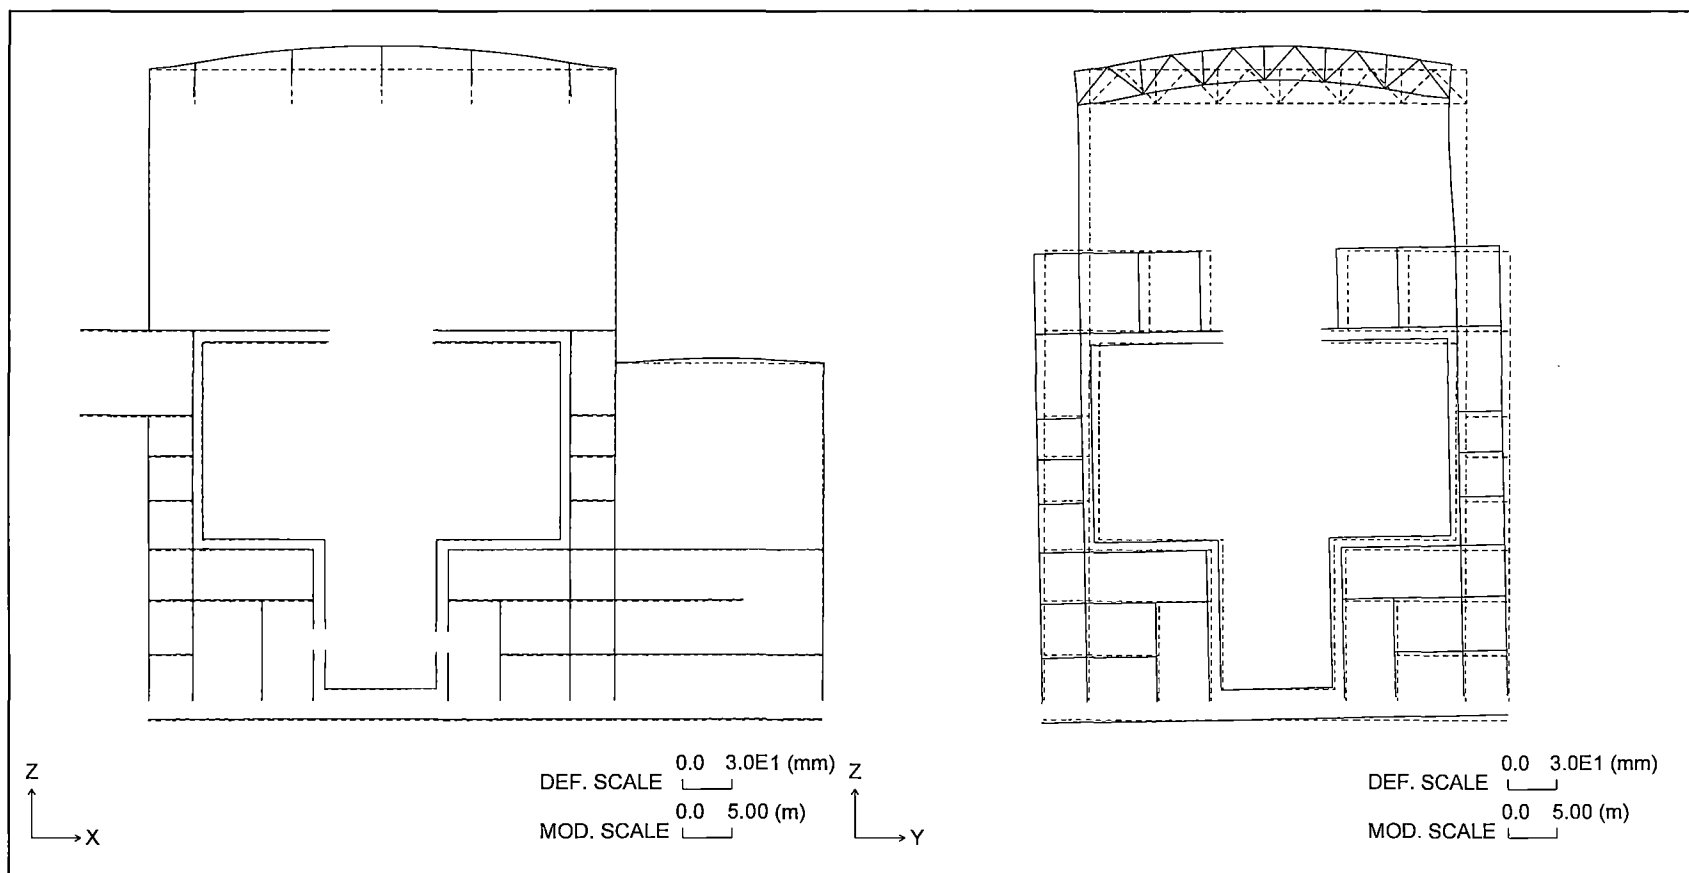 Z
X
0.0 3.0E1 (mm)
DEF. SCALE
0.0 5.00 (m)
MOD. SCALE
Z
Y
0.0 3.0E1 (mm)
DEF. SCALE
0.0 5.00 (m)
MOD. SCALE